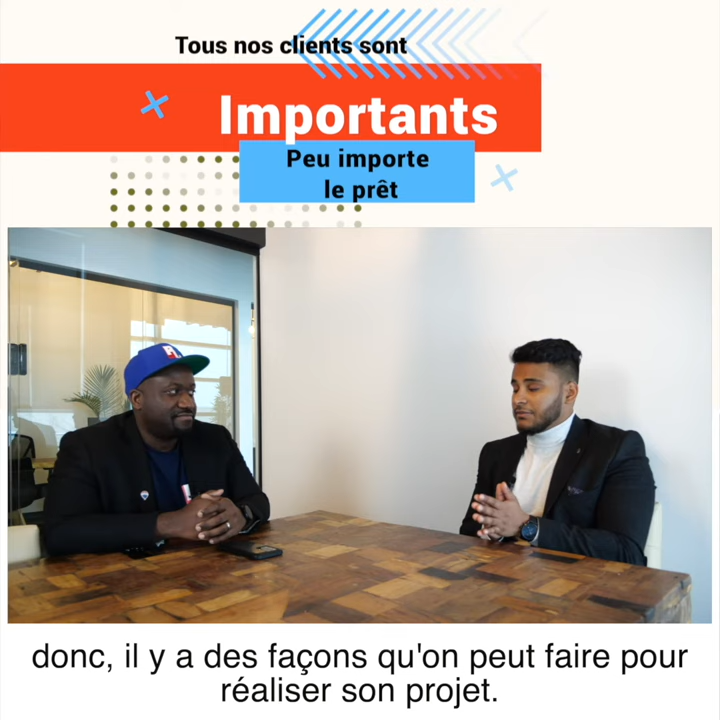 Tous nos clients sont
Importants
Peu importe
le prêt
donc, il y a des façons qu'on peut faire pour
réaliser son projet.